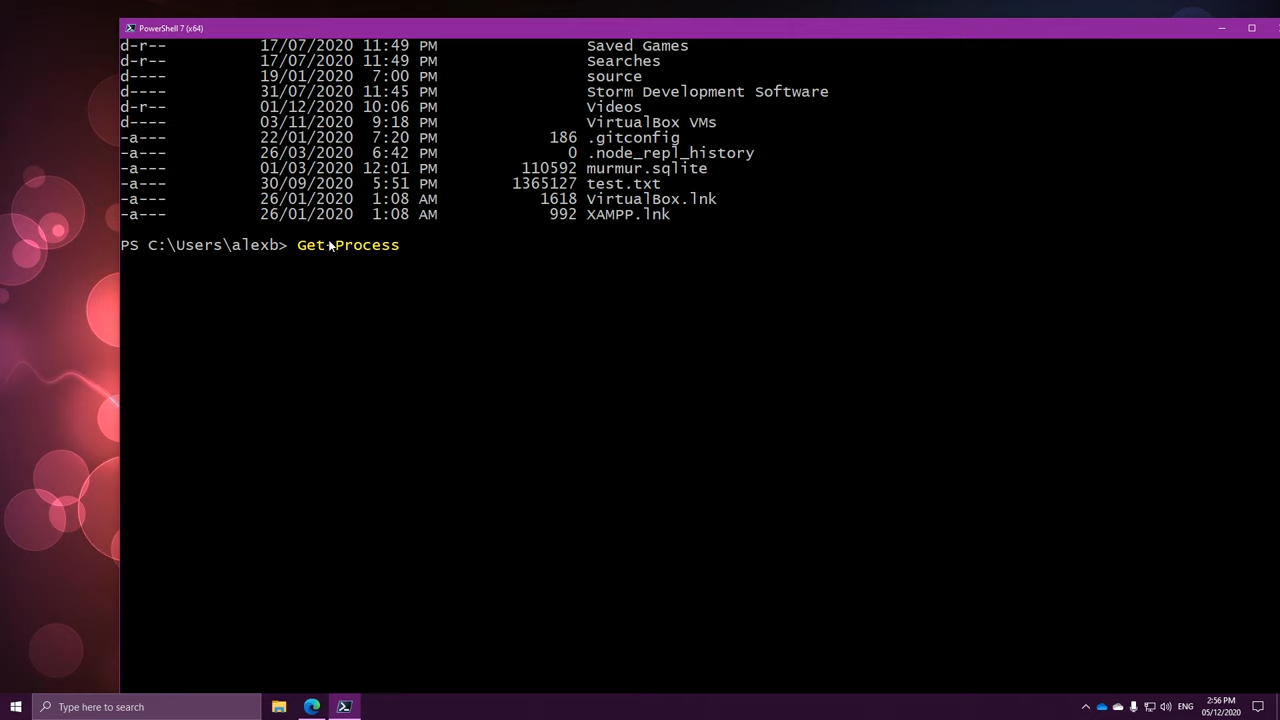 PowerShell 7 (x64)
d-r-- 17/07/2020 11:49 PM Saved Games
d-r-- 17/07/2020 11:49 PM Searches
d---- 19/01/2020 7:00 PM source
d---- 31/07/2020 11:45 PM Storm Development Software
d-r-- 01/12/2020 10:06 PM Videos
d---- 03/11/2020 9:18 PM VirtualBox VMs
-a--- 22/01/2020 7:20 PM 186 .gitconfig
-a--- 26/03/2020 6:42 PM 0 .node_repl_history
-a--- 01/03/2020 12:01 PM 110592 murmur.sqlite
-a--- 30/09/2020 5:51 PM 1365127 test.txt
-a--- 26/01/2020 1:08 AM 1618 VirtualBox.lnk
-a--- 26/01/2020 1:08 AM 992 XAMPP.lnk
PS C:\Users\alexb> Get-Process
Type here to search
ENG
2:56 PM
05/12/2020